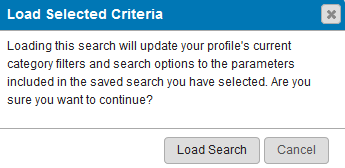 Load Selected Criteria
Loading this search will update your profile's current
category filters and search options to the parameters
included in the saved search you have selected. Are you
sure you want to continue?
Load Search Cancel